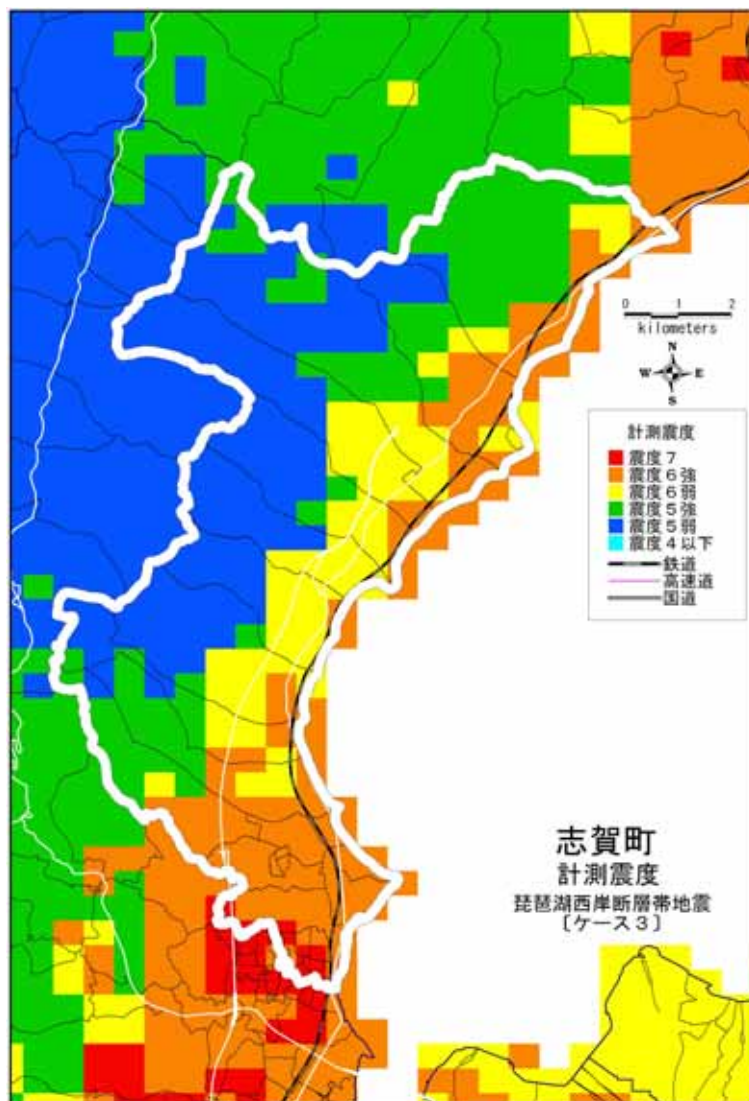 0 1 2
kilometers
N
W E
S
計測震度
震度7
震度6強
震度6弱
震度5強
震度5弱
震度4以下
鉄道
高速道
国道
志賀町
計測震度
琵琶湖西岸断層帯地震
〔ケース3〕